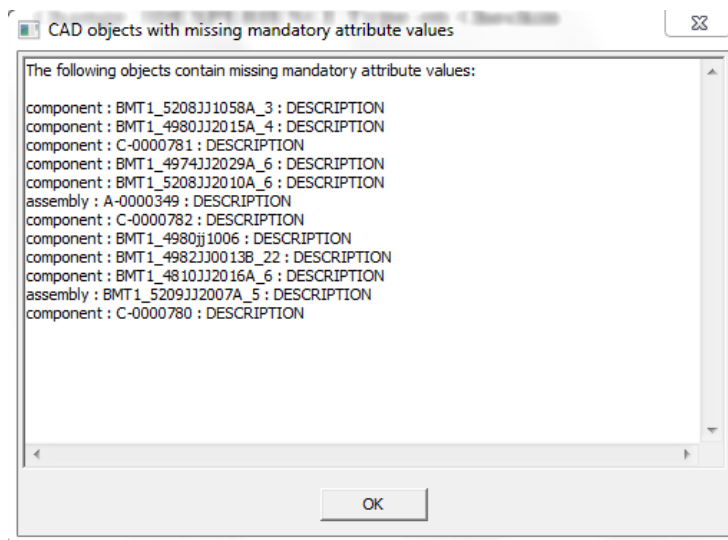 CAD objects with missing mandatory attribute values
The following objects contain missing mandatory attribute values:
component : BMT1_5208JJ1058A_3 : DESCRIPTION
component : BMT1_4980JJ2015A_4 : DESCRIPTION
component : C-0000781 : DESCRIPTION
component : BMT1_4974JJ2029A_6 : DESCRIPTION
component : BMT1_5208JJ2010A_6 : DESCRIPTION
assembly : A-0000349 : DESCRIPTION
component : C-0000782 : DESCRIPTION
component : BMT1_4980jj1006 : DESCRIPTION
component : BMT1_4982JJ0013B_22 : DESCRIPTION
component : BMT1_4810JJ2016A_6 : DESCRIPTION
assembly : BMT1_5209JJ2007A_5 : DESCRIPTION
component : C-0000780 : DESCRIPTION
OK